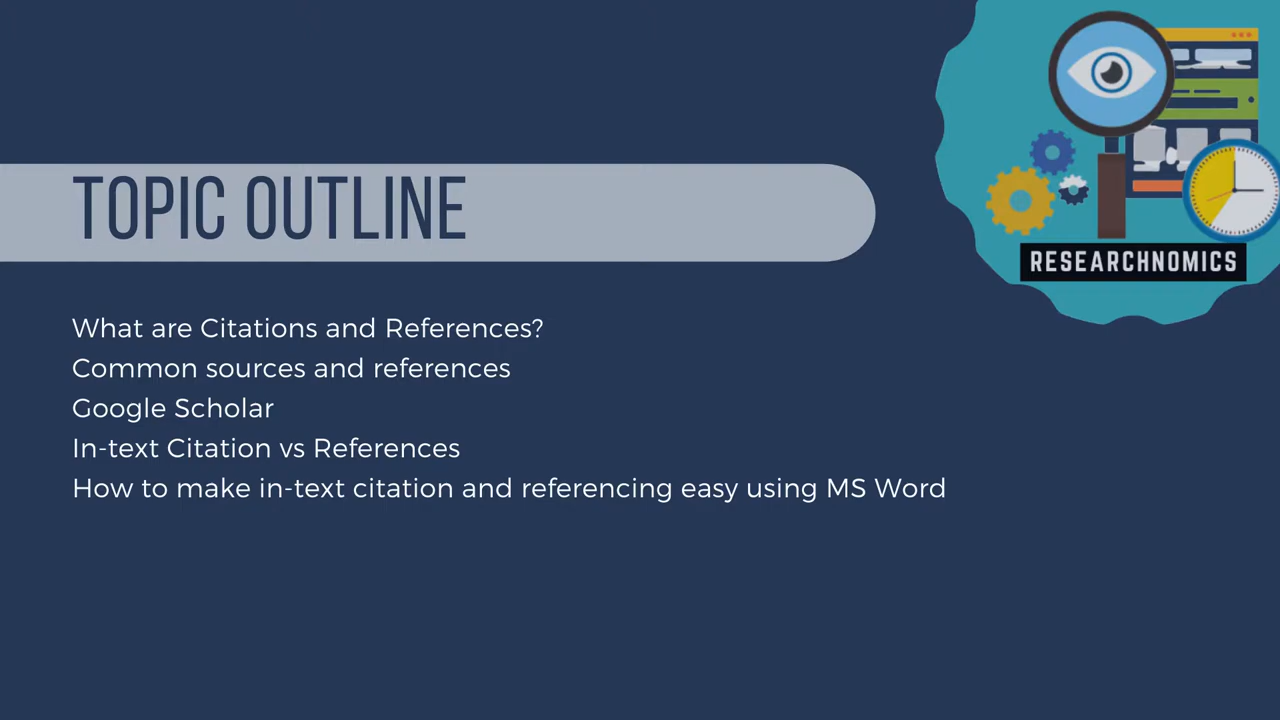 TOPIC OUTLINE
RESEARCHNOMICS
What are Citations and References?
Common sources and references
Google Scholar
In-text Citation vs References
How to make in-text citation and referencing easy using MS Word